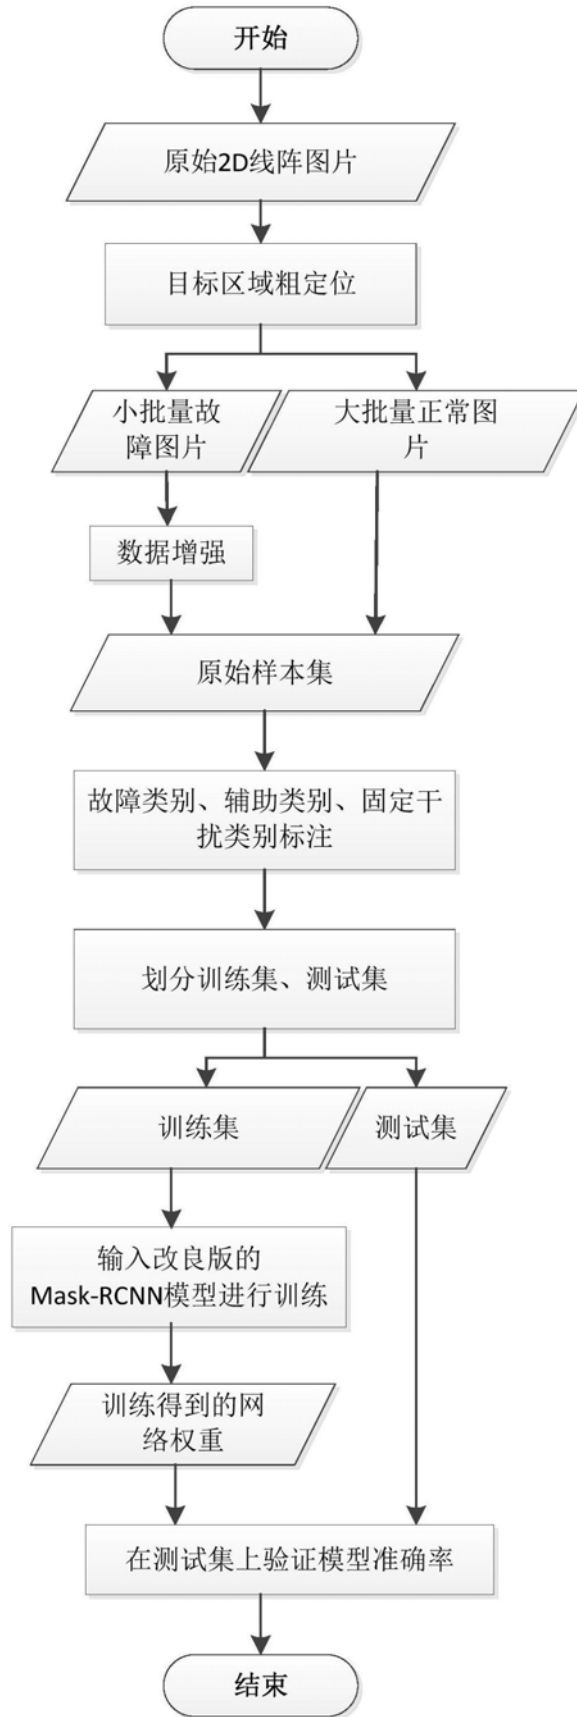 开始
原始2D线阵图片
目标区域粗定位
小批量故
障图片
大批量正常图
片
数据增强
原始样本集
故障类别、辅助类别、固定干
扰类别标注
划分训练集、测试集
训练集
测试集
输入改良版的
Mask-RCNN模型进行训练
训练得到的网
络权重
在测试集上验证模型准确率
结束